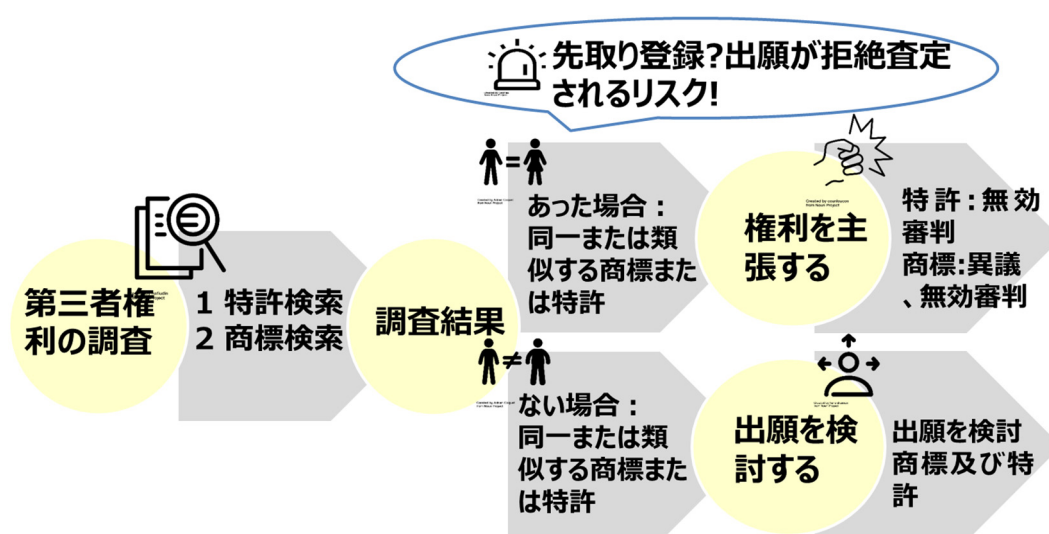 先取り登録?出願が拒絶査定
されるリスク!
第三者権
利の調査
1 特許検索
2 商標検索
調査結果
あった場合：
同一または類
似する商標また
は特許
権利を主
張する
特許：無効
審判
商標:異議
、無効審判
ない場合：
同一または類
似する商標また
は特許
出願を検
討する
出願を検討
商標及び特
許